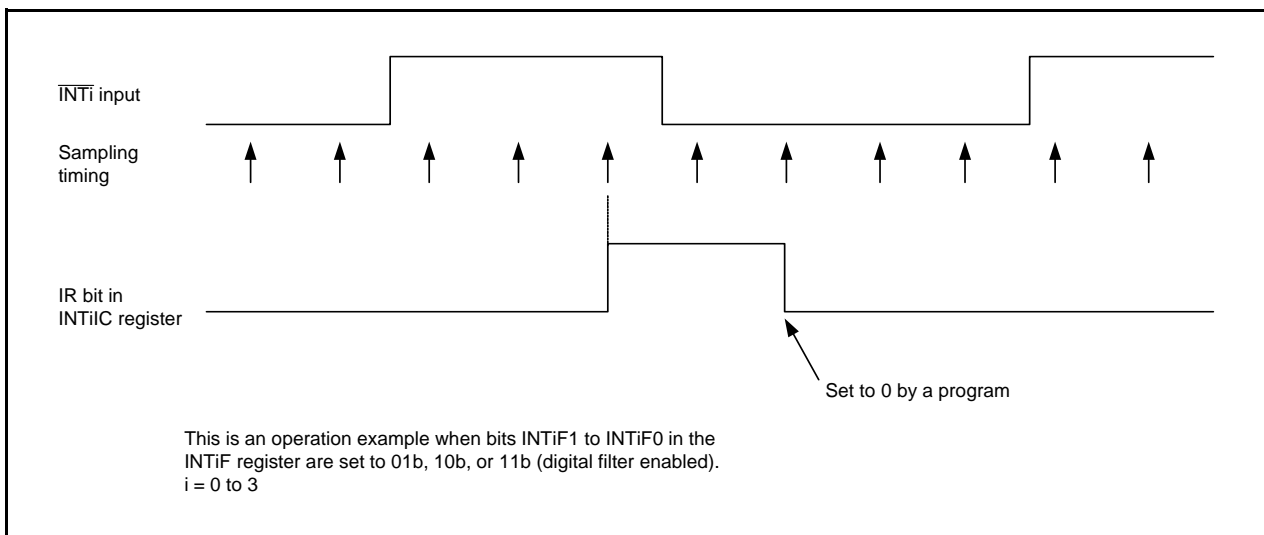 INTi input
Sampling
timing
IR bit in
INTiIC register
Set to 0 by a program
This is an operation example when bits INTiF1 to INTiF0 in the
INTiF register are set to 01b, 10b, or 11b (digital filter enabled).
i = 0 to 3